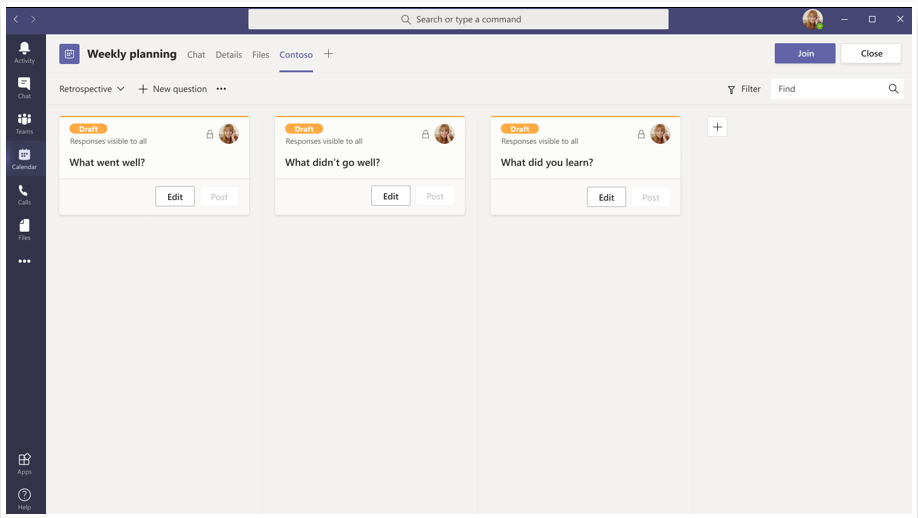 Search or type a command
Activity
Chat
Teams
Calendar
Calls
Files
Apps
Help
Weekly planning
Chat
Details
Files
Contoso
Join
Close
Retrospective
New question
Filter
Find
Draft
Responses visible to all
What went well?
Edit
Post
Draft
Responses visible to all
What didn't go well?
Edit
Post
Draft
Responses visible to all
What did you learn?
Edit
Post